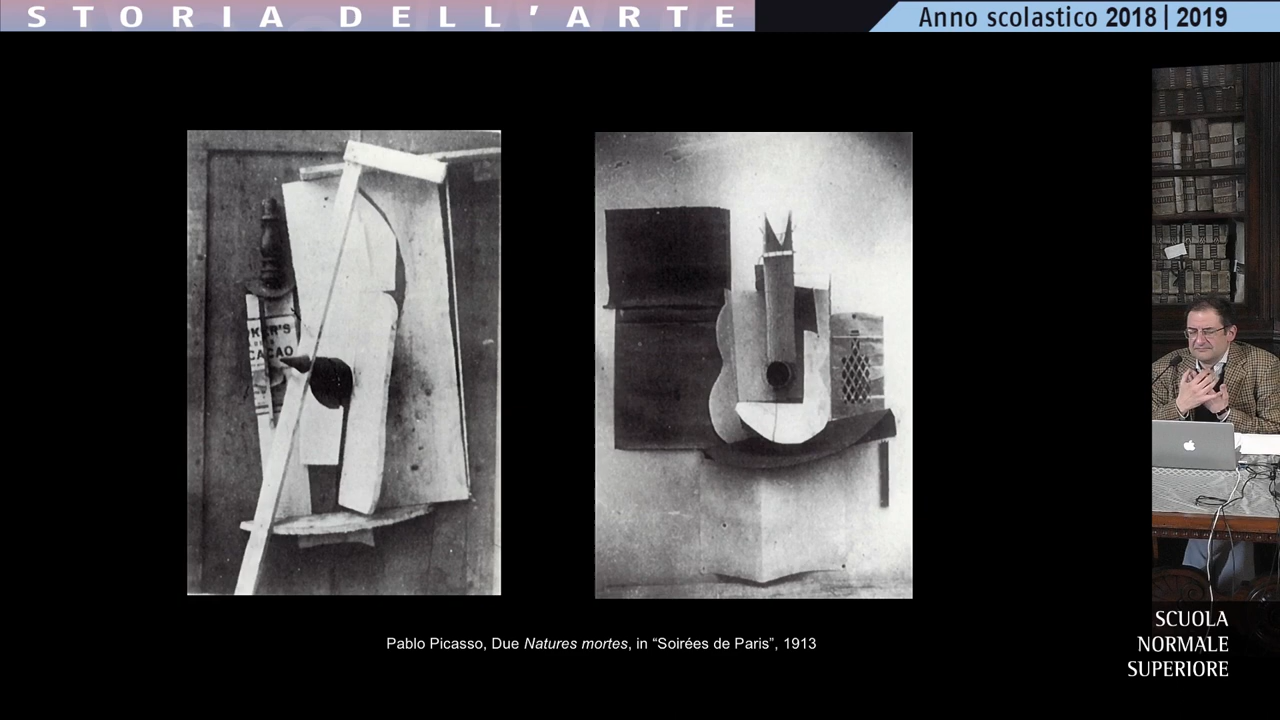 STORIA DELL'ARTE
Anno scolastico 2018 | 2019
KER'S
CACAO
Pablo Picasso, Due Natures mortes, in “Soirées de Paris”, 1913
SCUOLA
NORMALE
SUPERIORE